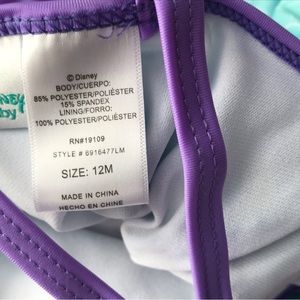 © Disney
BODY/CUERPO:
85% POLYESTER/POLIÉSTER
15% SPANDEX
LINING/FORRO:
100% POLYESTER/POLIÉSTER
RN#19109
STYLE # 6916477LM
SIZE: 12M
MADE IN CHINA
HECHO EN CHINA